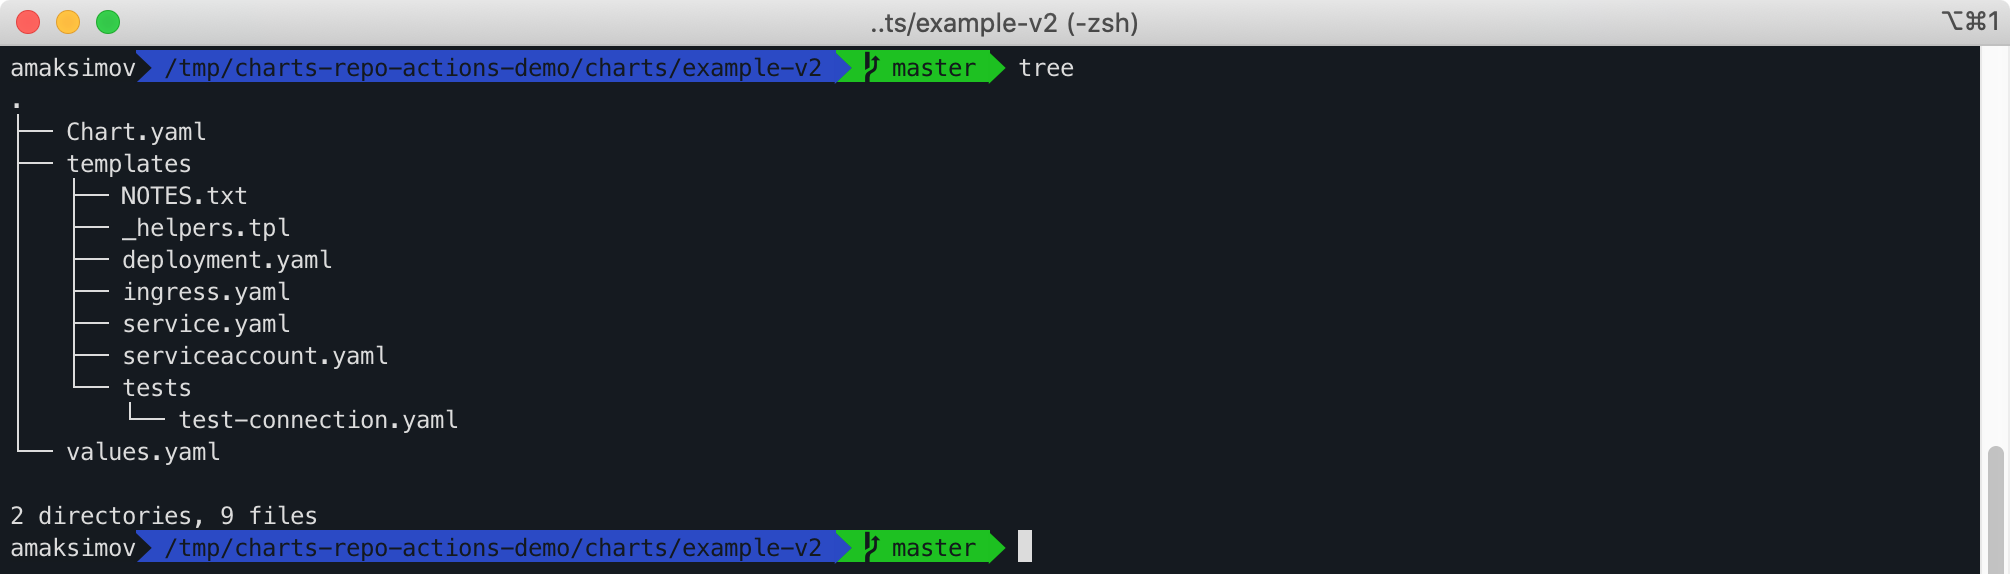 ..ts/example-v2 (-zsh) ⌥⌘1
amaksimov /tmp/charts-repo-actions-demo/charts/example-v2 master tree
.
├── Chart.yaml
├── templates
│   ├── NOTES.txt
│   ├── _helpers.tpl
│   ├── deployment.yaml
│   ├── ingress.yaml
│   ├── service.yaml
│   ├── serviceaccount.yaml
│   └── tests
│       └── test-connection.yaml
└── values.yaml
2 directories, 9 files
amaksimov /tmp/charts-repo-actions-demo/charts/example-v2 master